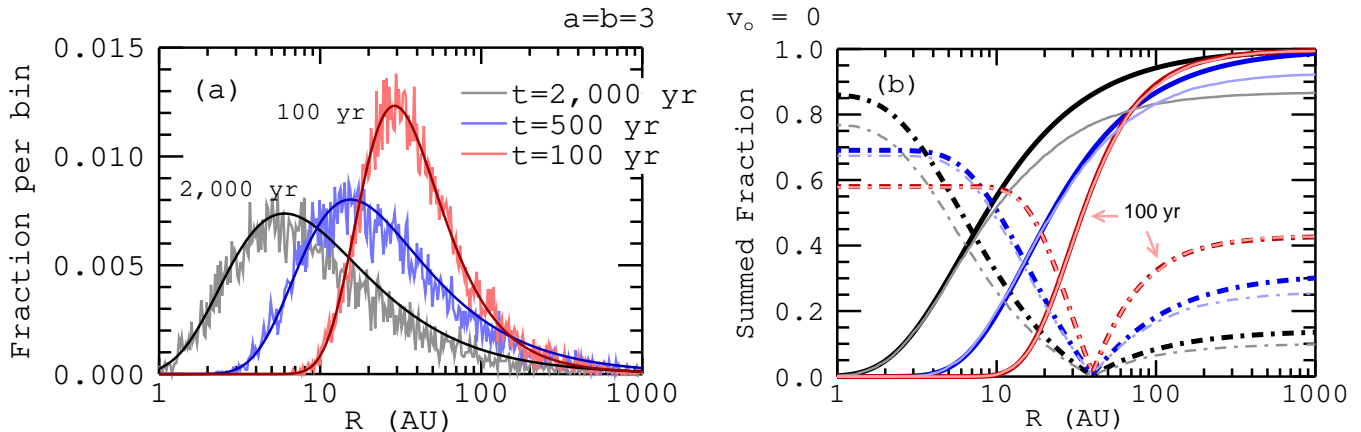 a=b=3
0.015
0.010
0.005
0.000
Fraction per bin
(a)
100 yr
2,000 yr
t=2,000 yr
t=500 yr
t=100 yr
1
10
100
1000
R (AU)
v_o = 0
1.0
0.8
0.6
0.4
0.2
0.0
Summed Fraction
(b)
100 yr
1
10
100
1000
R (AU)